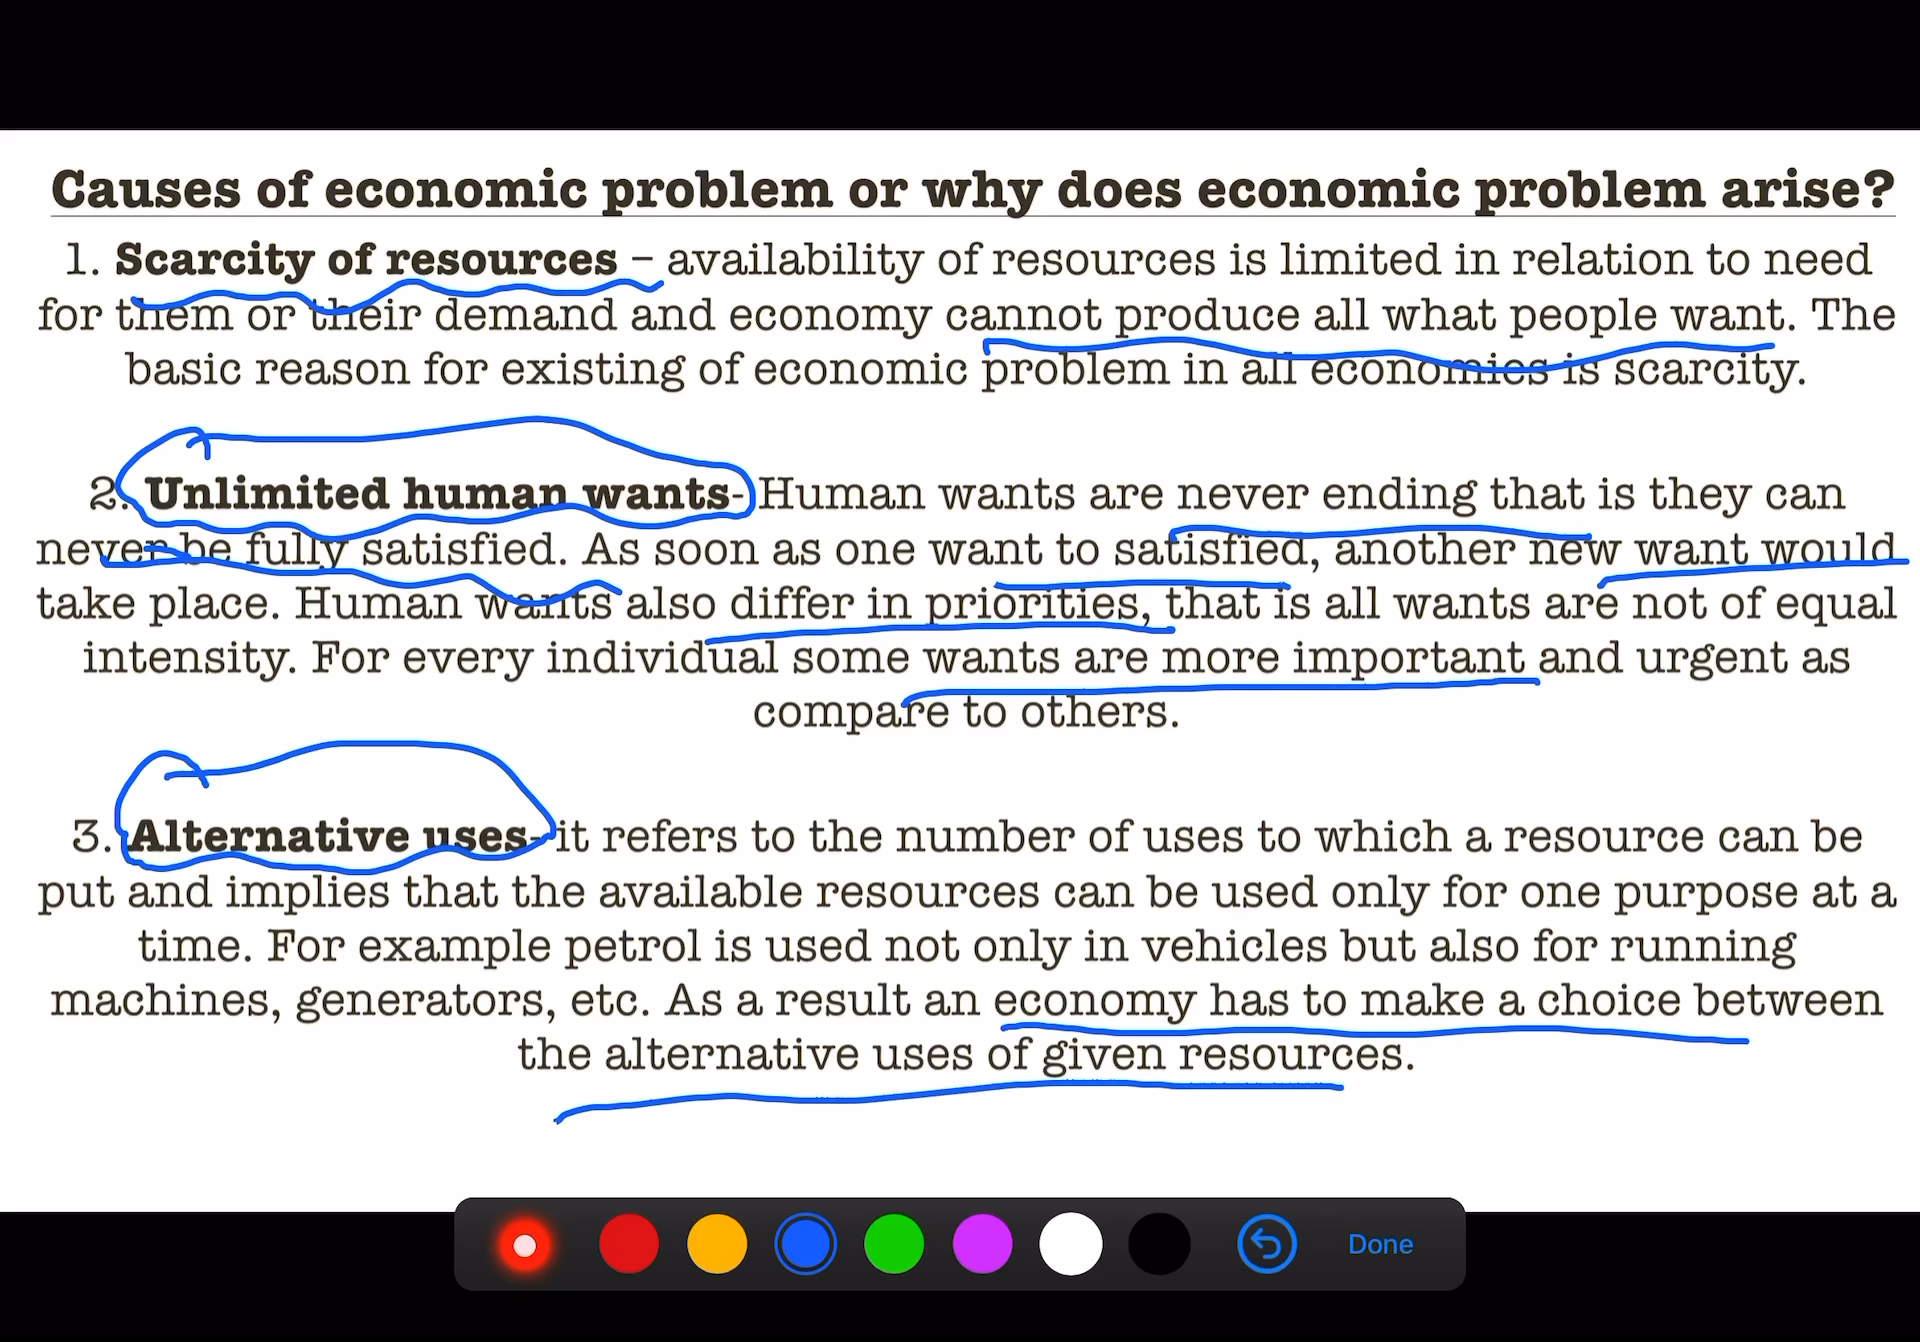 Causes of economic problem or why does economic problem arise?
1. Scarcity of resources – availability of resources is limited in relation to need
for them or their demand and economy cannot produce all what people want. The
basic reason for existing of economic problem in all economies is scarcity.
2. Unlimited human wants- Human wants are never ending that is they can
never be fully satisfied. As soon as one want to satisfied, another new want would
take place. Human wants also differ in priorities, that is all wants are not of equal
intensity. For every individual some wants are more important and urgent as
compare to others.
3. Alternative uses- it refers to the number of uses to which a resource can be
put and implies that the available resources can be used only for one purpose at a
time. For example petrol is used not only in vehicles but also for running
machines, generators, etc. As a result an economy has to make a choice between
the alternative uses of given resources.
Done